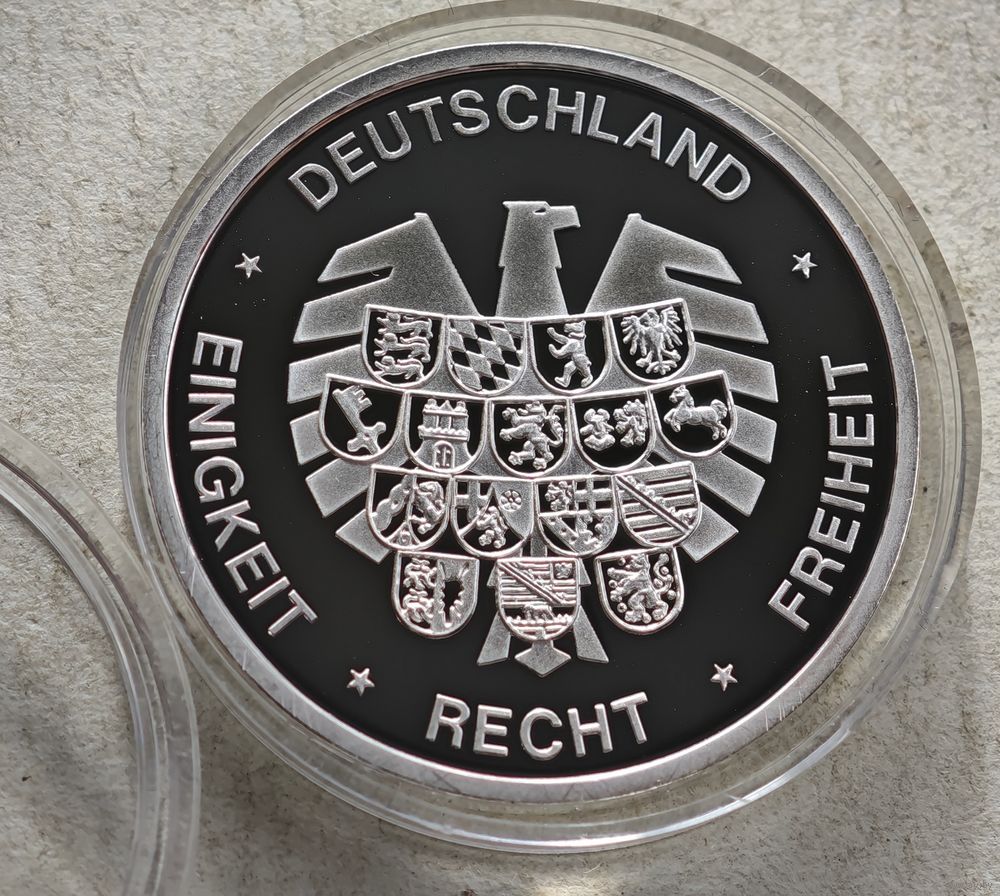 DEUTSCHLAND
EINIGKEIT
RECHT
FREIHEIT